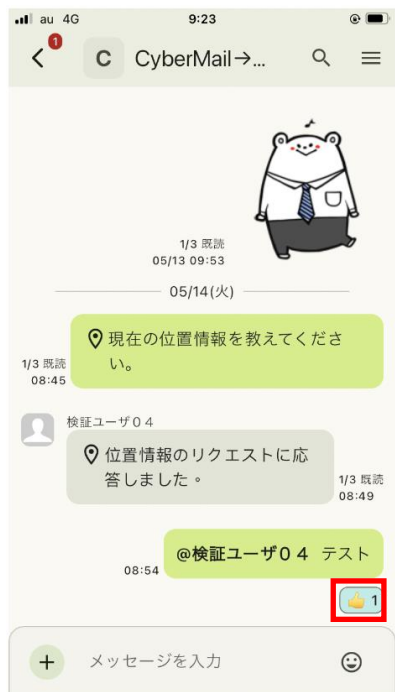 au 4G 9:23
1
C CyberMail→...
1/3 既読
05/13 09:53
05/14(火)
現在の位置情報を教えてくださ
い。
1/3 既読
08:45
検証ユーザ04
位置情報のリクエストに応
答しました。
1/3 既読
08:49
@検証ユーザ04 テスト
08:54
1
+ メッセージを入力